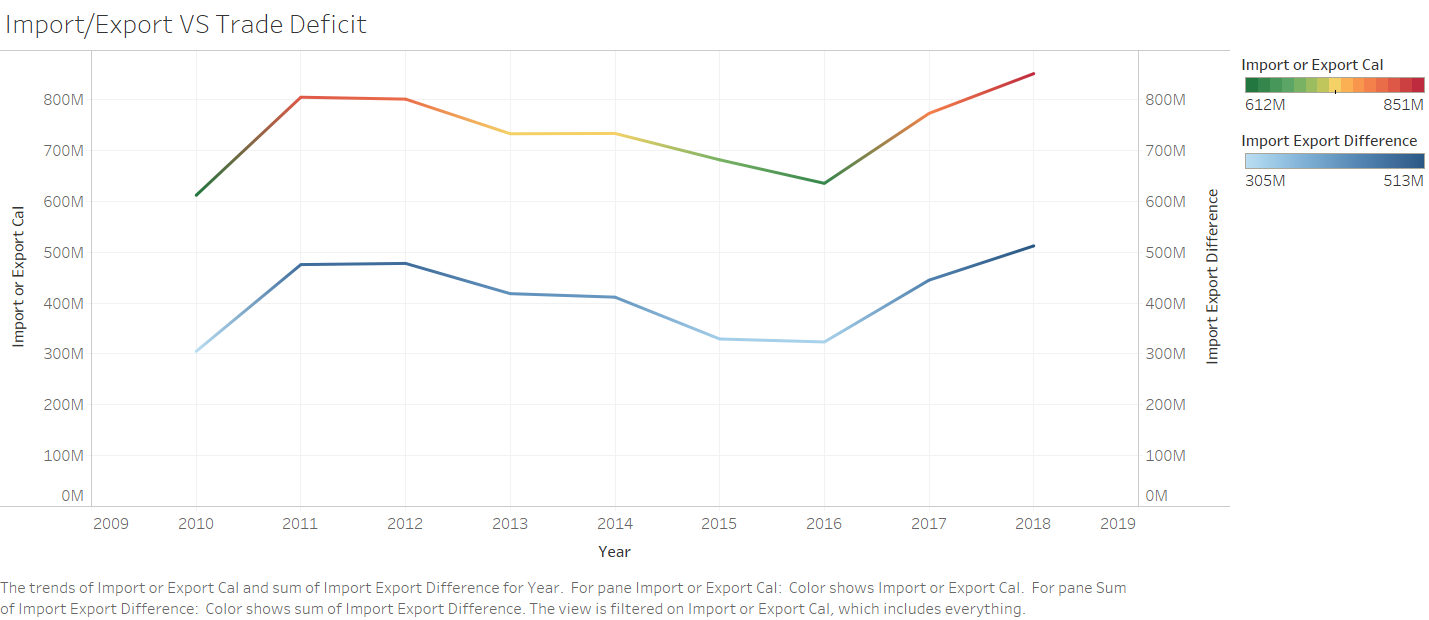 Import/Export VS Trade Deficit
Import or Export Cal
800M
700M
600M
500M
400M
300M
200M
100M
0M
800M
700M
600M
500M
400M
300M
200M
100M
0M
Import Export Difference
2009 2010 2011 2012 2013 2014 2015 2016 2017 2018 2019
Year
Import or Export Cal
612M 851M
Import Export Difference
305M 513M
The trends of Import or Export Cal and sum of Import Export Difference for Year. For pane Import or Export Cal: Color shows Import or Export Cal. For pane Sum
of Import Export Difference: Color shows sum of Import Export Difference. The view is filtered on Import or Export Cal, which includes everything.